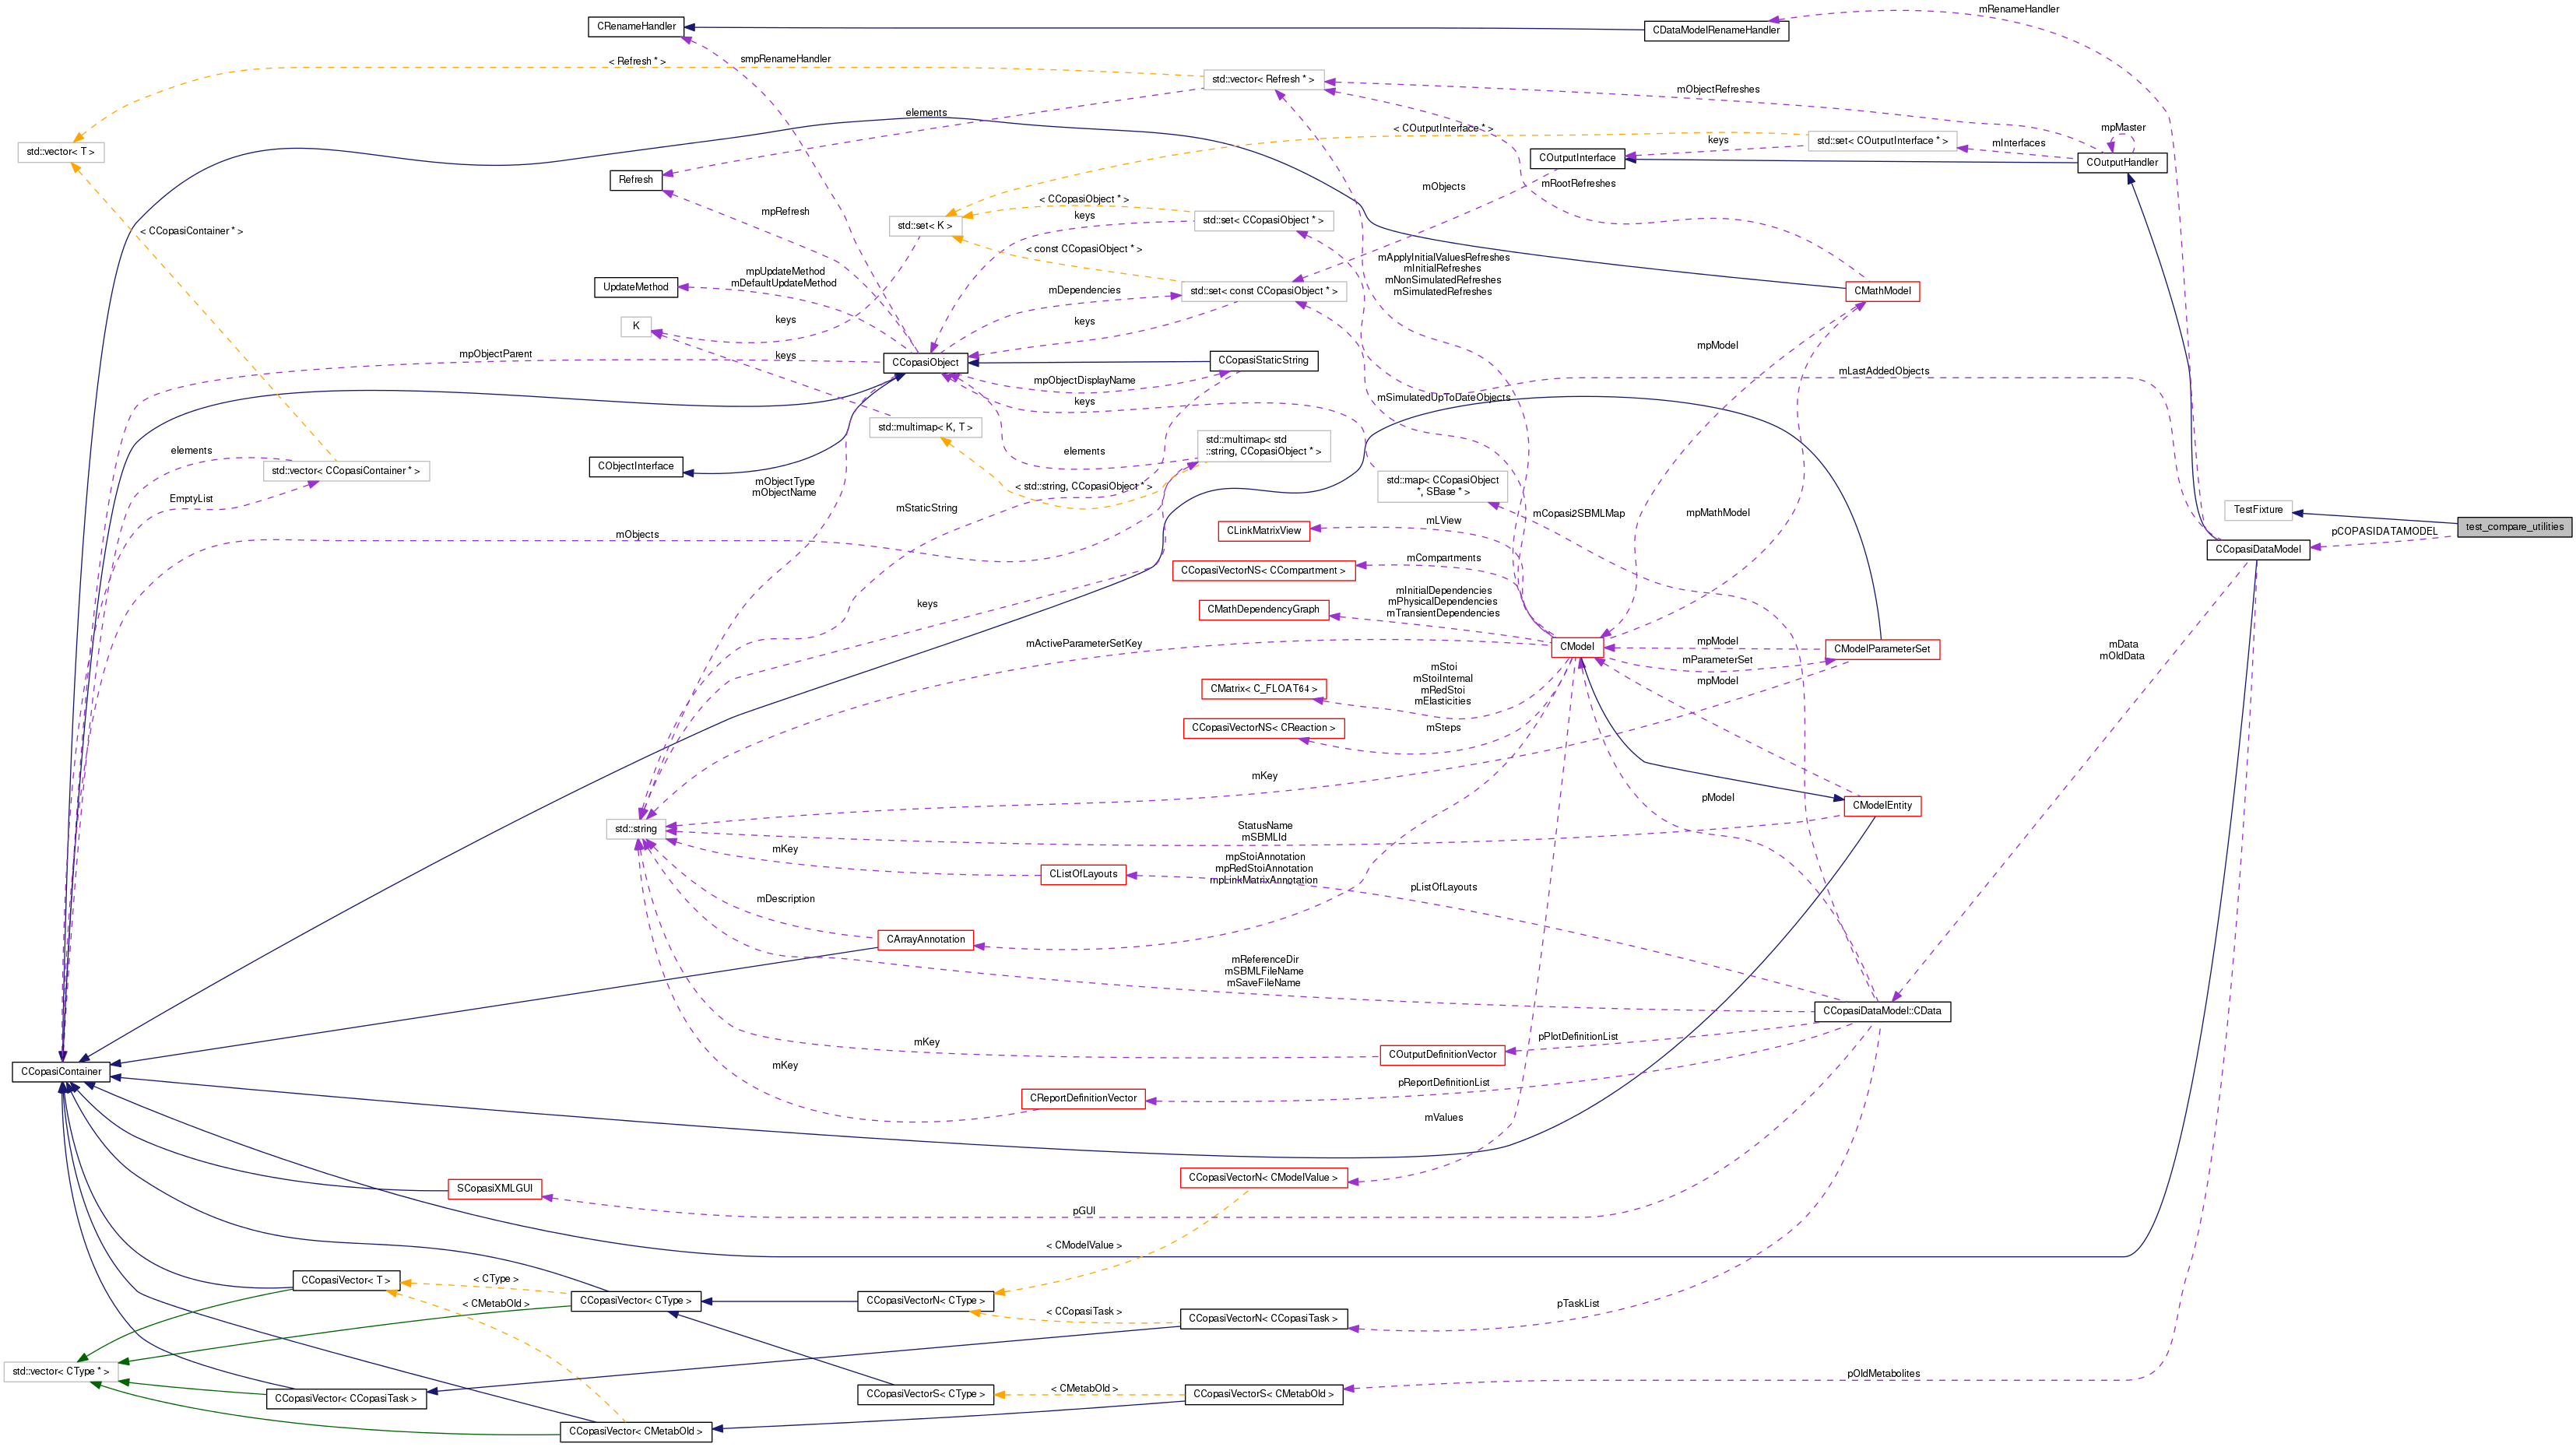 mRenameHandler
CRenameHandler
CDataModelRenameHandler
< Refresh * >
smpRenameHandler
std::vector< Refresh * >
mObjectRefreshes
elements
< COutputInterface * >
std::set< COutputInterface * >
mpMaster
keys
mInterfaces
std::vector< T >
COutputInterface
COutputHandler
Refresh
mObjects
mRootRefreshes
< CCopasiObject * >
mpRefresh
keys
std::set< CCopasiObject * >
std::set< K >
< CCopasiContainer * >
< const CCopasiObject * >
mApplyInitialValuesRefreshes
mInitialRefreshes
mNonSimulatedRefreshes
mSimulatedRefreshes
mpUpdateMethod
mDefaultUpdateMethod
UpdateMethod
mDependencies
std::set< const CCopasiObject * >
CMathModel
K
keys
keys
mpModel
mpObjectParent
keys
CCopasiObject
CCopasiStaticString
mLastAddedObjects
mpObjectDisplayName
keys
mSimulatedUpToDateObjects
std::multimap< K, T >
std::multimap< std
::string, CCopasiObject * >
elements
elements
CObjectInterface
std::vector< CCopasiContainer * >
mObjectType
mObjectName
< std::string, CCopasiObject * >
std::map< CCopasiObject
*, SBase * >
EmptyList
mStaticString
mCopasi2SBMLMap
TestFixture
test_compare_utilities
mLView
CLinkMatrixView
pCOPASIDATAMODEL
mObjects
mpMathModel
CCopasiDataModel
mCompartments
CCopasiVectorNS< CCompartment >
mInitialDependencies
mPhysicalDependencies
mTransientDependencies
CMathDependencyGraph
keys
mActiveParameterSetKey
CModel
mpModel
CModelParameterSet
mData
mOldData
mParameterSet
mpModel
mStoi
mStoiInternal
mRedStoi
mElasticities
CMatrix< C_FLOAT64 >
CCopasiVectorNS< CReaction >
mSteps
mKey
pModel
CModelEntity
std::string
StatusName
mSBMLId
mKey
mpStoiAnnotation
mpRedStoiAnnotation
mpLinkMatrixAnnotation
CListOfLayouts
pListOfLayouts
mDescription
CArrayAnnotation
mReferenceDir
mSBMLFileName
mSaveFileName
CCopasiDataModel::CData
mKey
pPlotDefinitionList
COutputDefinitionVector
CCopasiContainer
mKey
pReportDefinitionList
CReportDefinitionVector
mValues
CCopasiVectorN< CModelValue >
SCopasiXMLGUI
pGUI
< CModelValue >
CCopasiVector< T >
< CType >
CCopasiVector< CType >
CCopasiVectorN< CType >
< CMetabOld >
< CCopasiTask >
CCopasiVectorN< CCopasiTask >
pTaskList
std::vector< CType * >
CCopasiVector< CCopasiTask >
CCopasiVectorS< CType >
< CMetabOld >
CCopasiVectorS< CMetabOld >
pOldMetabolites
CCopasiVector< CMetabOld >